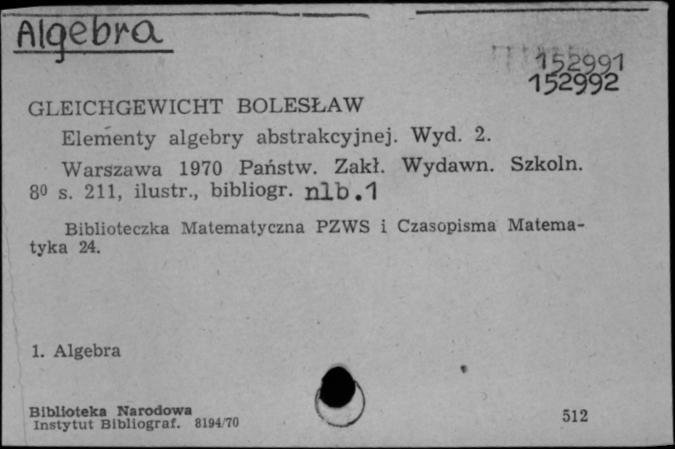 Algebra
152991
152992
GLEICHGEWICHT BOLESŁAW
Elementy algebry abstrakcyjnej. Wyd. 2.
Warszawa 1970 Państw. Zakł. Wydawn. Szkoln.
8⁰ s. 211, ilustr., bibliogr. nlb.1
Biblioteczka Matematyczna PZWS i Czasopisma Matema-
tyka 24.
1. Algebra
Biblioteka Narodowa
Instytut Bibliograf. 8194/70
512